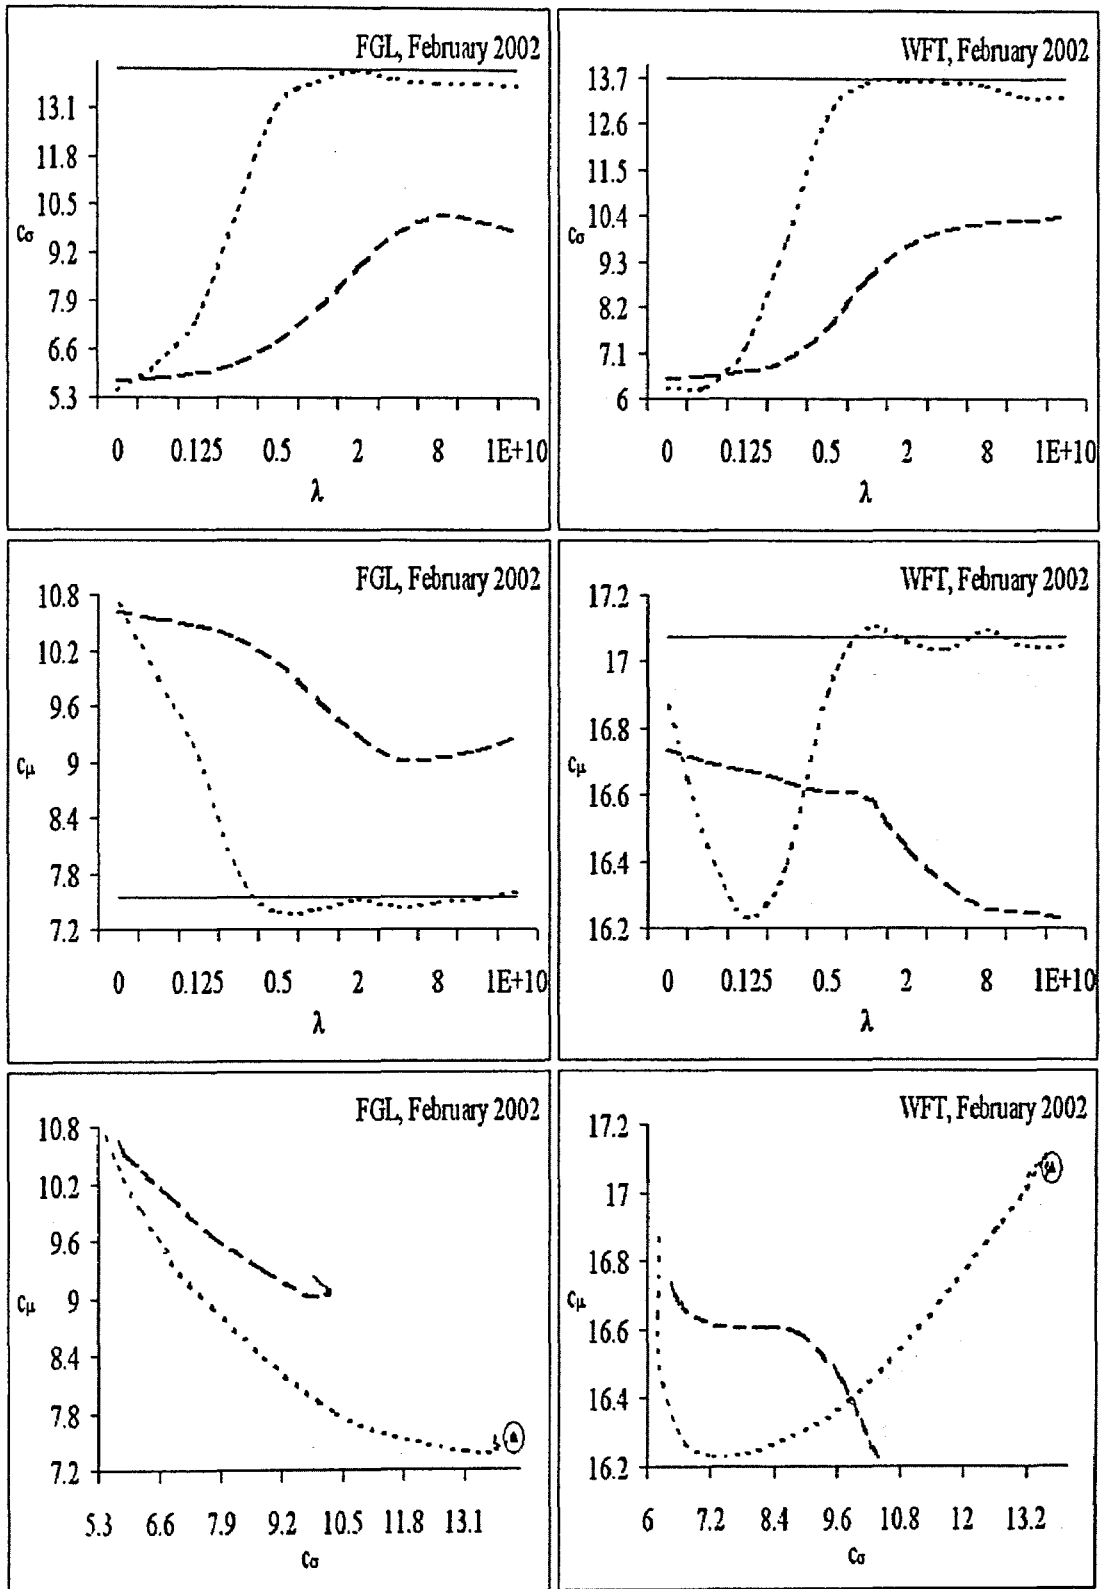 FGL, February 2002
13.1
11.8
10.5
cσ
9.2
7.9
6.6
5.3
0 0.125 0.5 2 8 1E+10
λ
WFT, February 2002
13.7
12.6
11.5
10.4
cσ
9.3
8.2
7.1
6
0 0.125 0.5 2 8 1E+10
λ
FGL, February 2002
10.8
10.2
9.6
cμ
9
8.4
7.8
7.2
0 0.125 0.5 2 8 1E+10
λ
WFT, February 2002
17.2
17
16.8
cμ
16.6
16.4
16.2
0 0.125 0.5 2 8 1E+10
λ
FGL, February 2002
10.8
10.2
9.6
cμ
9
8.4
7.8
7.2
5.3 6.6 7.9 9.2 10.5 11.8 13.1
cσ
WFT, February 2002
17.2
17
16.8
cμ
16.6
16.4
16.2
6 7.2 8.4 9.6 10.8 12 13.2
cσ